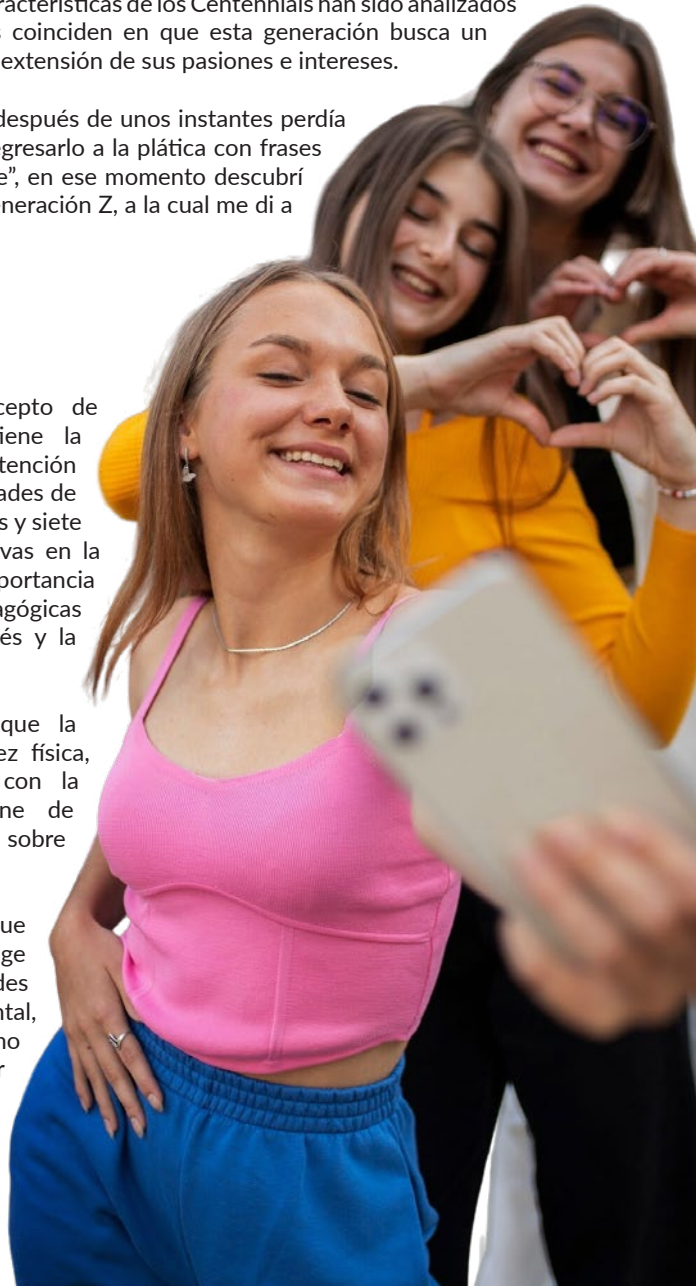 racterísticas de los Centennials han sido analizados
coinciden en que esta generación busca un
extensión de sus pasiones e intereses.
después de unos instantes perdía
egresarlo a la plática con frases
e”, en ese momento descubrí
neración Z, a la cual me di a
cepto de
iene la
tención
ades de
s y siete
vas en la
portancia
agógicas
és y la
que la
ez física,
con la
ne de
sobre
ue
ge
des
ntal,
no
r